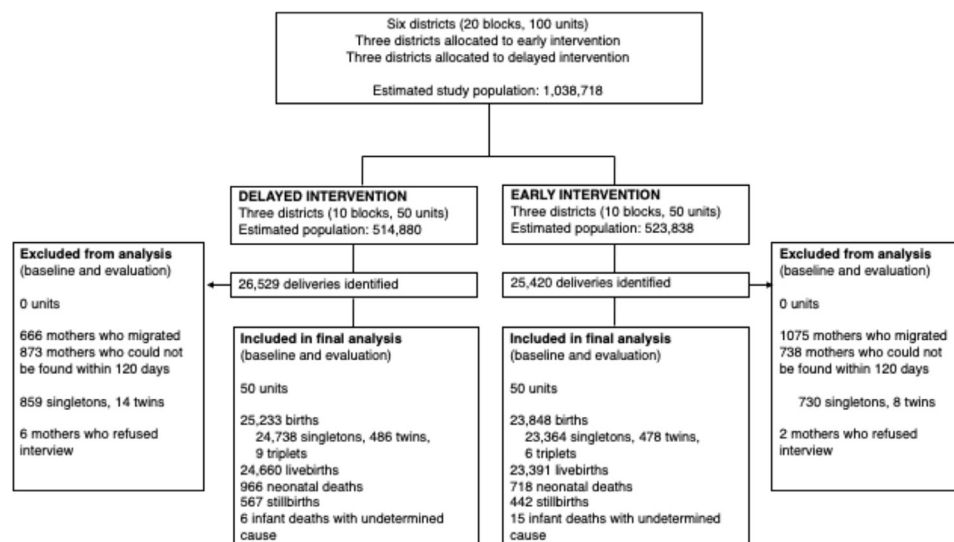 Six districts (20 blocks, 100 units)
Three districts allocated to early intervention
Three districts allocated to delayed intervention
Estimated study population: 1,038,718
DELAYED INTERVENTION
Three districts (10 blocks, 50 units)
Estimated population: 514,880
EARLY INTERVENTION
Three districts (10 blocks, 50 units)
Estimated population: 523,838
Excluded from analysis
(baseline and evaluation)
0 units
666 mothers who migrated
873 mothers who could not
be found within 120 days
859 singletons, 14 twins
6 mothers who refused
interview
26,529 deliveries identified
25,420 deliveries identified
Excluded from analysis
(baseline and evaluation)
0 units
1075 mothers who migrated
738 mothers who could not
be found within 120 days
730 singletons, 8 twins
2 mothers who refused
interview
Included in final analysis
(baseline and evaluation)
50 units
25,233 births
24,738 singletons, 486 twins,
9 triplets
24,660 livebirths
966 neonatal deaths
567 stillbirths
6 infant deaths with undetermined
cause
Included in final analysis
(baseline and evaluation)
50 units
23,848 births
23,364 singletons, 478 twins,
6 triplets
23,391 livebirths
718 neonatal deaths
442 stillbirths
15 infant deaths with undetermined
cause